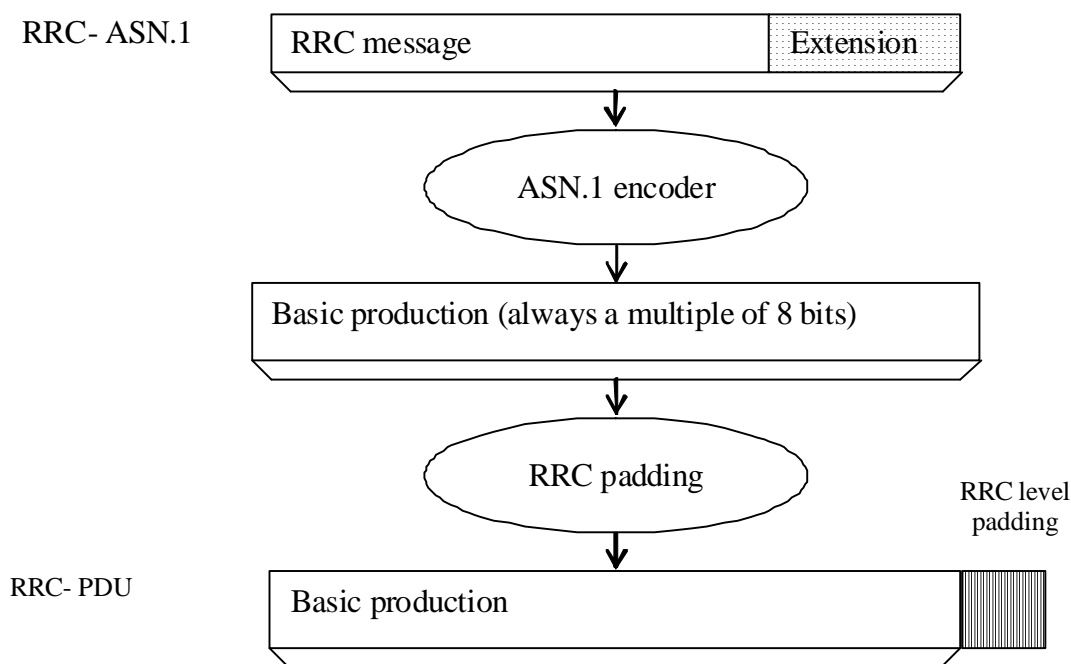 RRC- ASN.1
RRC message
Extension
ASN.1 encoder
Basic production (always a multiple of 8 bits)
RRC padding
RRC level
padding
RRC- PDU
Basic production